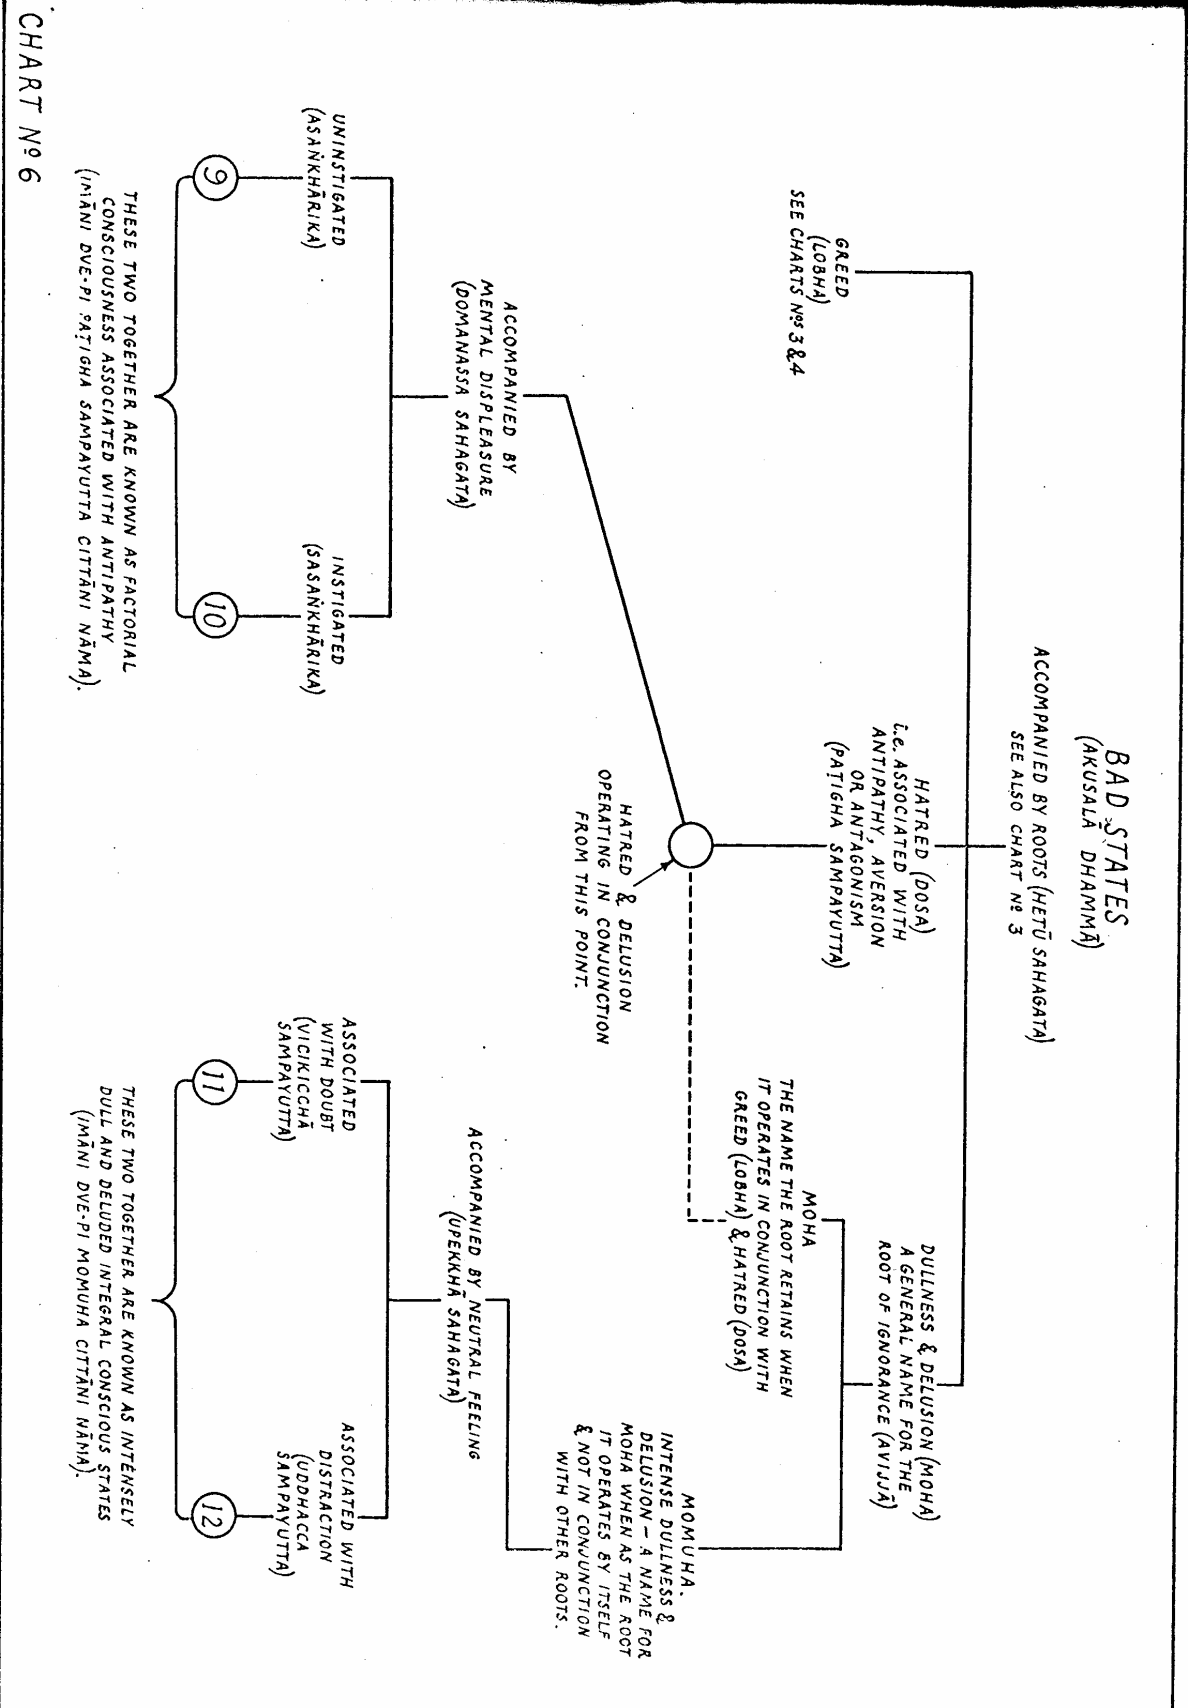 BAD STATES
(AKUSALĀ DHAMMĀ)
ACCOMPANIED BY ROOTS (HETŪ SAHAGATA)
SEE ALSO CHART Nº 3
GREED
(LOBHA)
SEE CHARTS Nºs 3 & 4
HATRED (DOSA)
i.e. ASSOCIATED WITH
ANTIPATHY, AVERSION
OR ANTAGONISM
(PAṬIGHA SAMPAYUTTA)
DULLNESS & DELUSION (MOHA)
A GENERAL NAME FOR THE
ROOT OF IGNORANCE (AVIJJĀ)
MOHA
THE NAME THE ROOT RETAINS WHEN
IT OPERATES IN CONJUNCTION WITH
GREED (LOBHA) & HATRED (DOSA)
MOMUHA.
INTENSE DULLNESS &
DELUSION – A NAME FOR
MOHA WHEN AS THE ROOT
IT OPERATES BY ITSELF
& NOT IN CONJUNCTION
WITH OTHER ROOTS.
HATRED & DELUSION
OPERATING IN CONJUNCTION
FROM THIS POINT.
ACCOMPANIED BY
MENTAL DISPLEASURE
(DOMANASSA SAHAGATA)
ACCOMPANIED BY NEUTRAL FEELING
(UPEKKHĀ SAHAGATA)
UNINSTIGATED
(ASAṄKHĀRIKA)
INSTIGATED
(SASAṄKHĀRIKA)
ASSOCIATED
WITH DOUBT
(VICIKICCHĀ
SAMPAYUTTA)
ASSOCIATED WITH
DISTRACTION
(UDDHACCA
SAMPAYUTTA)
9
10
11
12
THESE TWO TOGETHER ARE KNOWN AS FACTORIAL
CONSCIOUSNESS ASSOCIATED WITH ANTIPATHY
(IMĀNI DVE-PI PAṬIGHA SAMPAYUTTA CITTĀNI NĀMA).
THESE TWO TOGETHER ARE KNOWN AS INTENSELY
DULL AND DELUDED INTEGRAL CONSCIOUS STATES
(IMĀNI DVE-PI MOMUHA CITTĀNI NĀMA).
CHART Nº 6